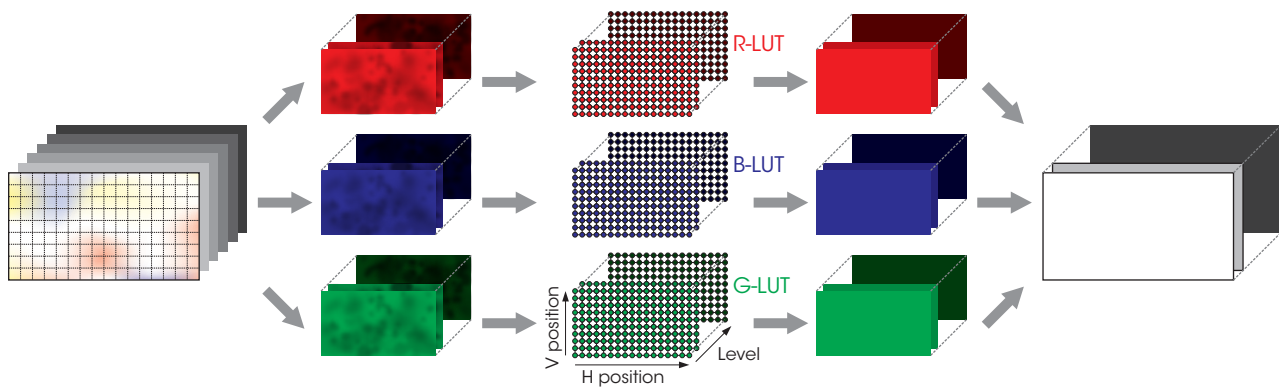 R-LUT
B-LUT
G-LUT
V position
H position
Level